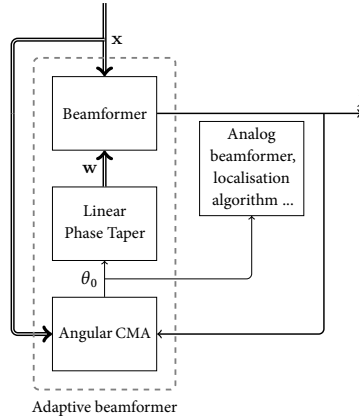 x
Beamformer
Analog
beamformer,
localisation
algorithm ...
w
Linear
Phase Taper
θ₀
Angular CMA
Adaptive beamformer